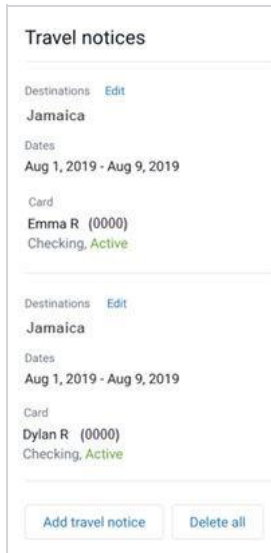 Travel notices
Destinations Edit
Jamaica
Dates
Aug 1, 2019 - Aug 9, 2019
Card
Emma R (0000)
Checking, Active
Destinations Edit
Jamaica
Dates
Aug 1, 2019 - Aug 9, 2019
Card
Dylan R (0000)
Checking, Active
Add travel notice Delete all